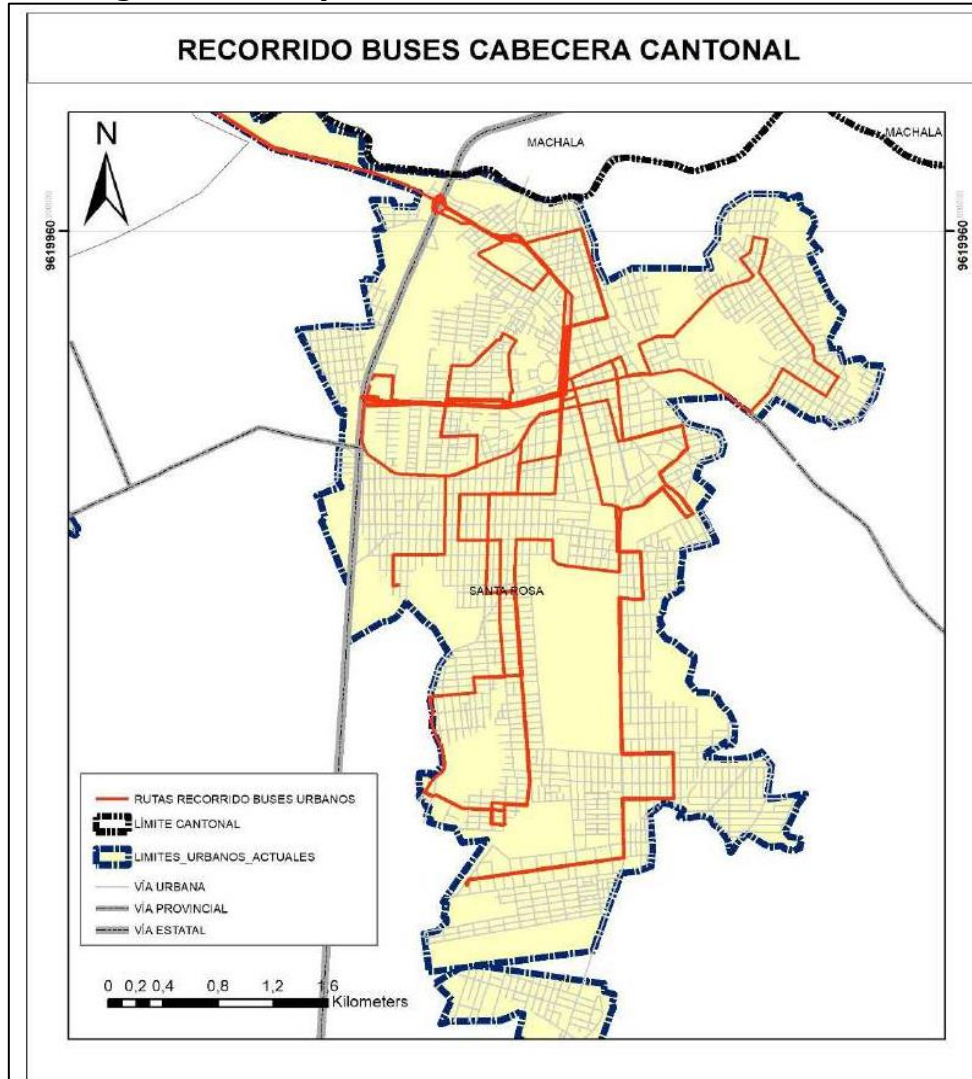 RECORRIDO BUSES CABECERA CANTONAL
N
MACHALA
MACHALA
9619960
9619960
SANTA ROSA
RUTAS RECORRIDO BUSES URBANOS
LÍMITE CANTONAL
LIMITES_URBANOS_ACTUALES
VÍA URBANA
VÍA PROVINCIAL
VÍA ESTATAL
0 0,2 0,4 0,8 1,2 1,6
Kilometers